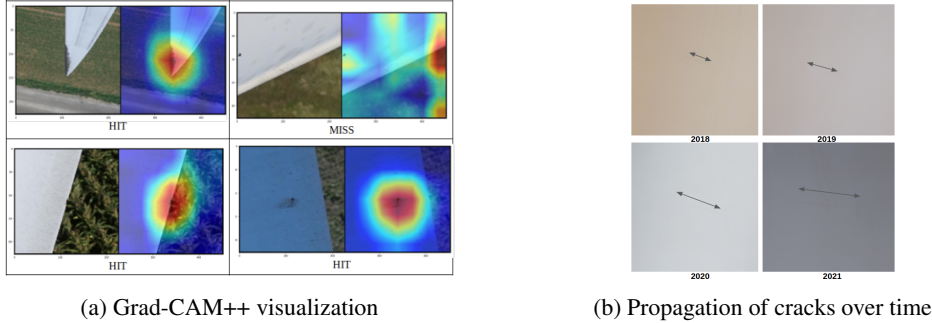 HIT
MISS
HIT
HIT
2018
2019
2020
2021
(a) Grad-CAM++ visualization
(b) Propagation of cracks over time